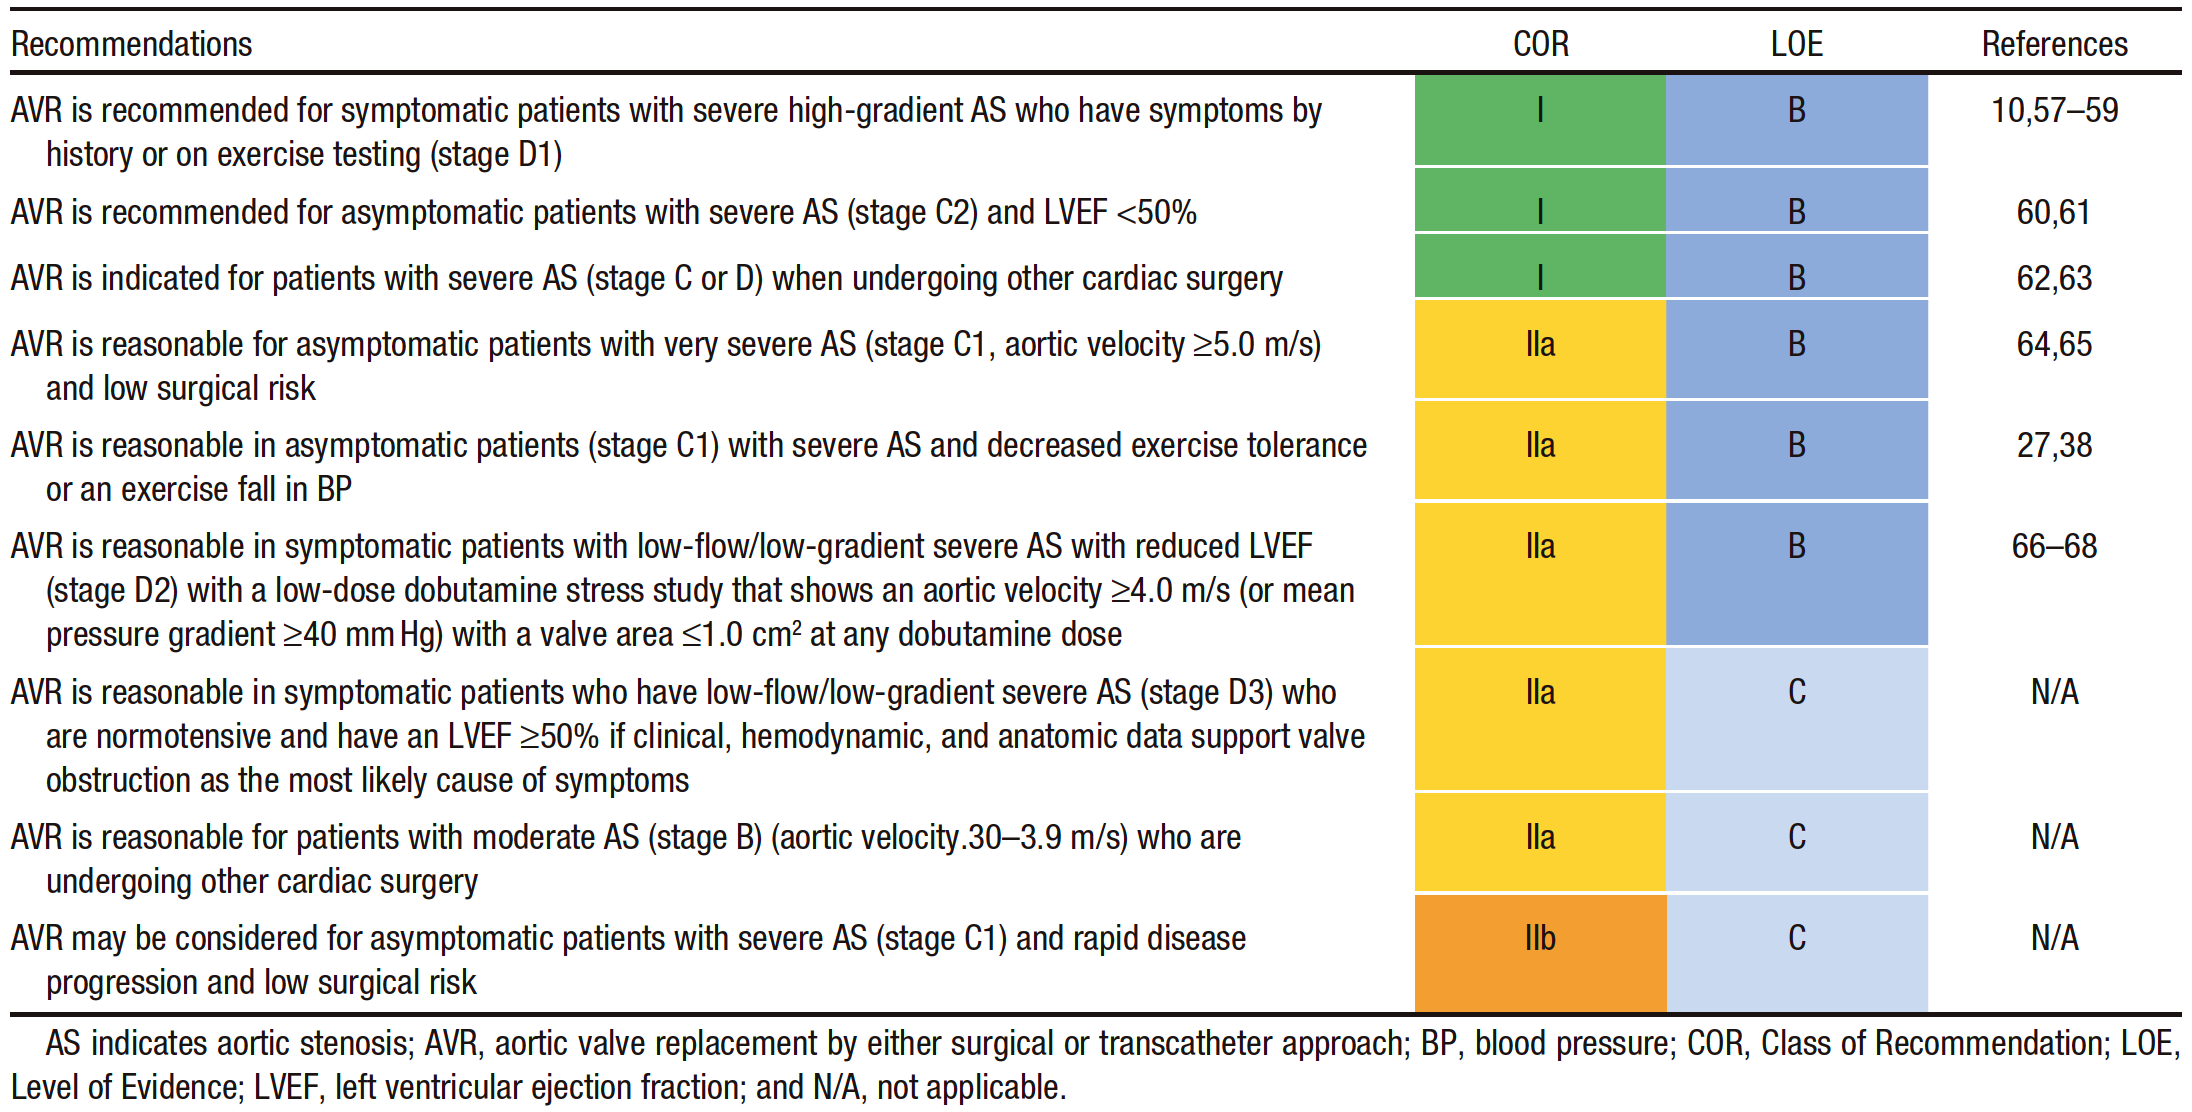 Recommendations COR LOE References
AVR is recommended for symptomatic patients with severe high-gradient AS who have symptoms by I B 10,57–59
history or on exercise testing (stage D1)
AVR is recommended for asymptomatic patients with severe AS (stage C2) and LVEF <50% I B 60,61
AVR is indicated for patients with severe AS (stage C or D) when undergoing other cardiac surgery I B 62,63
AVR is reasonable for asymptomatic patients with very severe AS (stage C1, aortic velocity ≥5.0 m/s) IIa B 64,65
and low surgical risk
AVR is reasonable in asymptomatic patients (stage C1) with severe AS and decreased exercise tolerance IIa B 27,38
or an exercise fall in BP
AVR is reasonable in symptomatic patients with low-flow/low-gradient severe AS with reduced LVEF IIa B 66–68
(stage D2) with a low-dose dobutamine stress study that shows an aortic velocity ≥4.0 m/s (or mean
pressure gradient ≥40 mm Hg) with a valve area ≤1.0 cm² at any dobutamine dose
AVR is reasonable in symptomatic patients who have low-flow/low-gradient severe AS (stage D3) who IIa C N/A
are normotensive and have an LVEF ≥50% if clinical, hemodynamic, and anatomic data support valve
obstruction as the most likely cause of symptoms
AVR is reasonable for patients with moderate AS (stage B) (aortic velocity.30–3.9 m/s) who are IIa C N/A
undergoing other cardiac surgery
AVR may be considered for asymptomatic patients with severe AS (stage C1) and rapid disease IIb C N/A
progression and low surgical risk
AS indicates aortic stenosis; AVR, aortic valve replacement by either surgical or transcatheter approach; BP, blood pressure; COR, Class of Recommendation; LOE,
Level of Evidence; LVEF, left ventricular ejection fraction; and N/A, not applicable.